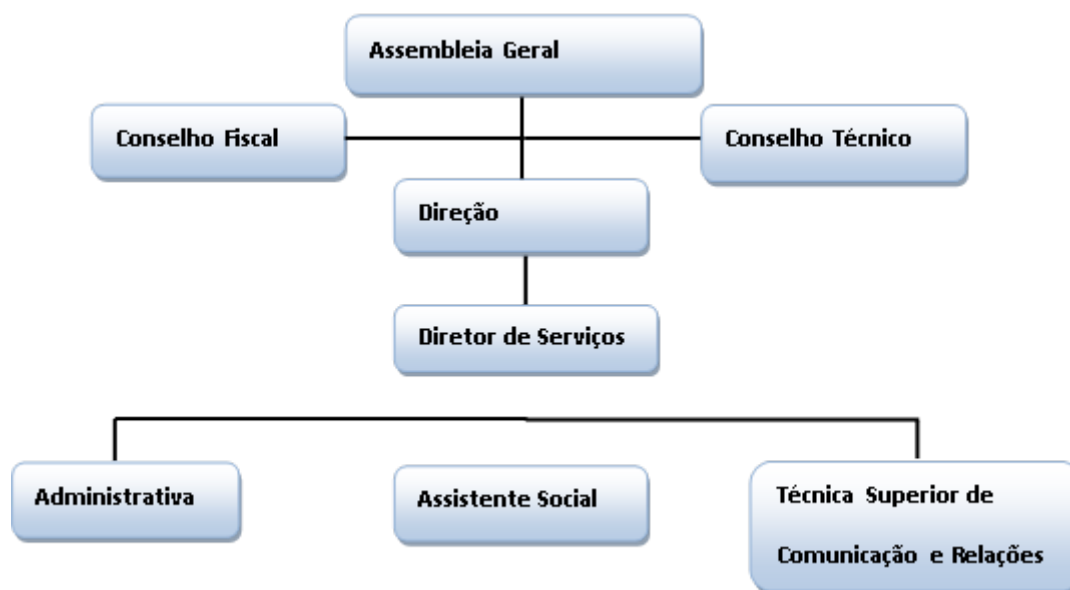 Assembleia Geral
Conselho Fiscal
Conselho Técnico
Direção
Diretor de Serviços
Administrativa
Assistente Social
Técnica Superior de
Comunicação e Relações